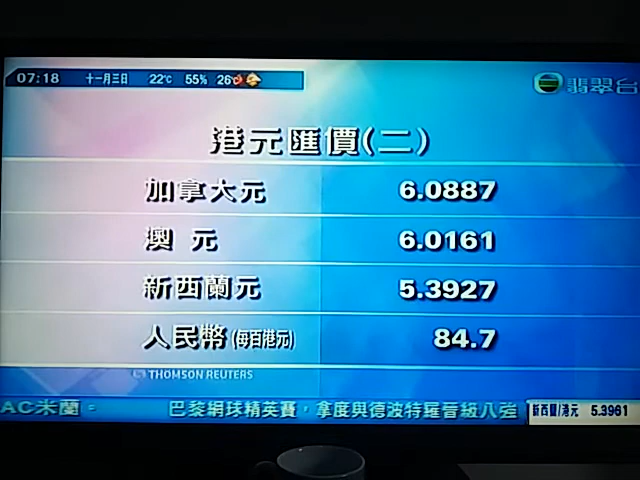 07:18 十一月三日 22℃ 55% 26
翡翠台
港元匯價(二)
加拿大元 6.0887
澳 元 6.0161
新西蘭元 5.3927
人民幣(每百港元) 84.7
THOMSON REUTERS
AC米蘭。 巴黎網球精英賽，拿度與德波特羅晉級八強
新西蘭/港元 5.3961